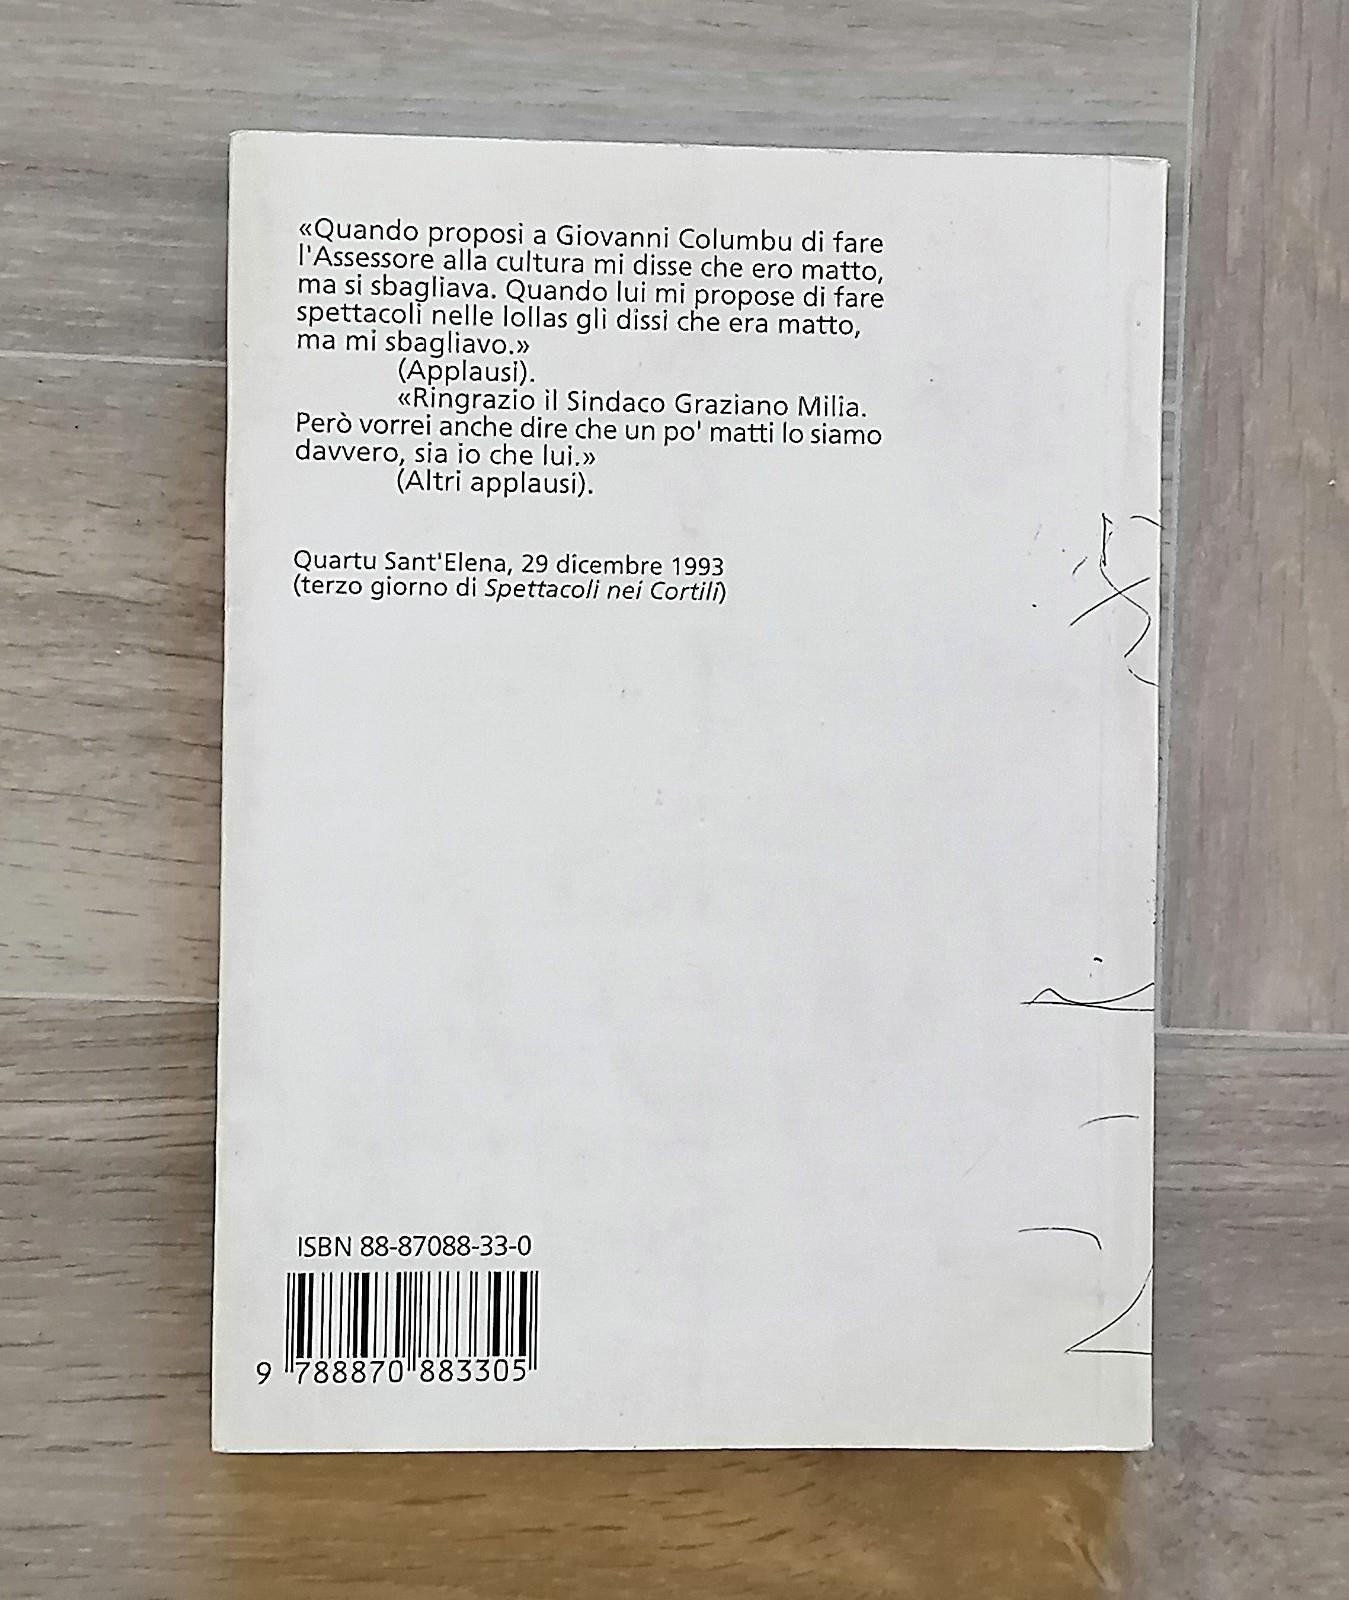 «Quando proposi a Giovanni Columbu di fare
l'Assessore alla cultura mi disse che ero matto,
ma si sbagliava. Quando lui mi propose di fare
spettacoli nelle lollas gli dissi che era matto,
ma mi sbagliavo.»
(Applausi).
«Ringrazio il Sindaco Graziano Milia.
Però vorrei anche dire che un po' matti lo siamo
davvero, sia io che lui.»
(Altri applausi).
Quartu Sant'Elena, 29 dicembre 1993
(terzo giorno di Spettacoli nei Cortili)
ISBN 88-87088-33-0
9 788870 883305